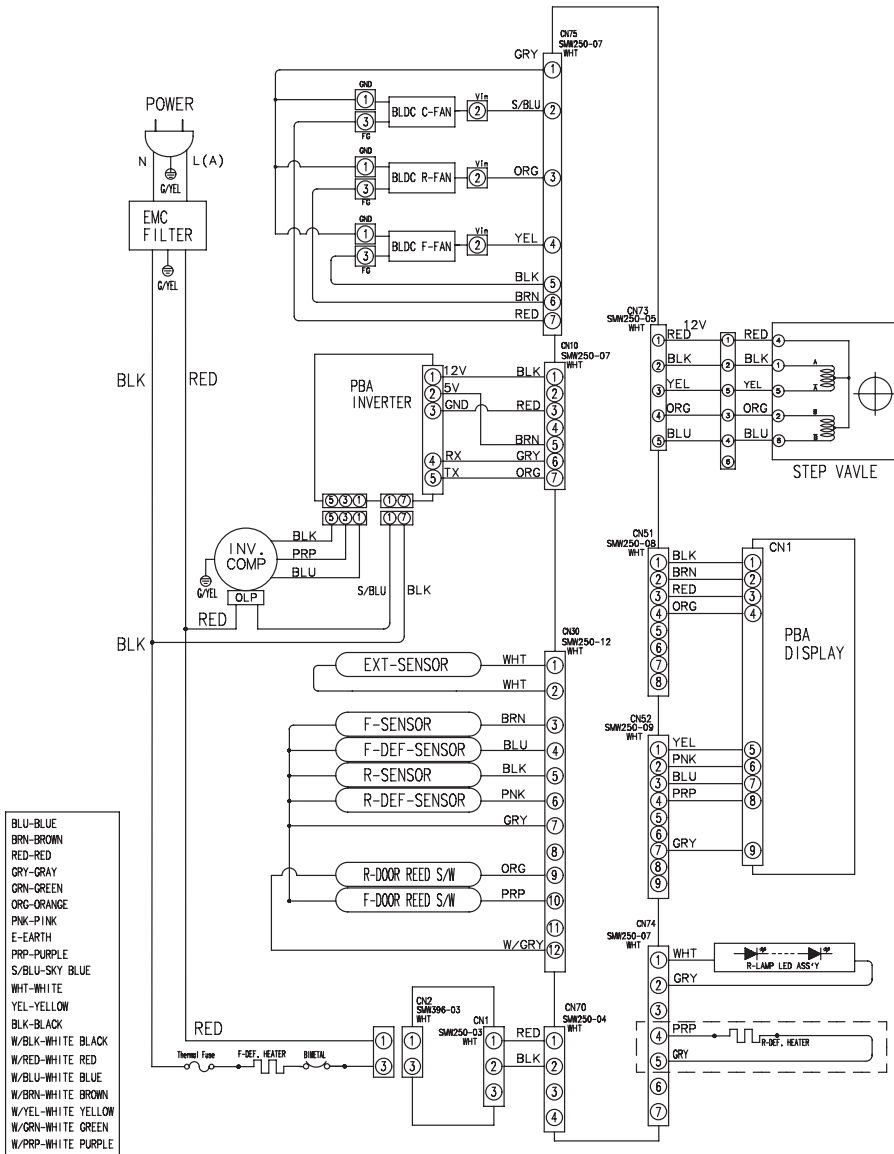 POWER
N
L(A)
G/YEL
EMC
FILTER
G/YEL
BLK
RED
CN75
SMW250-07
WHT
GRY
1
GND
1
BLDC C-FAN
Vin
2
S/BLU
2
3
FG
GND
1
BLDC R-FAN
Vin
2
ORG
3
3
FG
GND
1
BLDC F-FAN
Vin
2
YEL
4
3
FG
BLK
5
BRN
6
RED
7
CN10
SMW250-07
WHT
PBA
INVERTER
1 12V BLK 1
2 5V 2
3 GND RED 3
4
BRN 5
4 RX GRY 6
5 TX ORG 7
5 3 1 1 7
5 3 1 1 7
INV.
COMP
BLK
PRP
BLU
G/YEL
OLP
S/BLU
BLK
RED
BLK
CN30
SMW250-12
WHT
EXT-SENSOR WHT 1
WHT 2
F-SENSOR BRN 3
F-DEF-SENSOR BLU 4
R-SENSOR BLK 5
R-DEF-SENSOR PNK 6
GRY 7
8
R-DOOR REED S/W ORG 9
F-DOOR REED S/W PRP 10
11
W/GRY 12
RED
Thermal Fuse
F-DEF. HEATER
BIMETAL
1
3
CN2
SMW396-03
WHT
1
3
CN1
SMW250-03
WHT
1
2
3
RED
BLK
CN70
SMW250-04
WHT
1
2
3
4
CN73
SMW250-05
WHT
12V
1 RED 1 RED 4
2 BLK 2 BLK 1
3 YEL 5 YEL 5
4 ORG 3 ORG 2
5 BLU 4 BLU 6
6
A
A
B
B
STEP VAVLE
CN51
SMW250-08
WHT
CN1
1 BLK 1
2 BRN 2
3 RED 3
4 ORG 4
5
6
7
8
PBA
DISPLAY
CN52
SMW250-09
WHT
1 YEL 5
2 PNK 6
3 BLU 7
4 PRP 8
5
6
7 GRY 9
8
9
CN74
SMW250-07
WHT
1 WHT
R-LAMP LED ASS'Y
2 GRY
3
4 PRP
R-DEF. HEATER
5 GRY
6
7
BLU-BLUE
BRN-BROWN
RED-RED
GRY-GRAY
GRN-GREEN
ORG-ORANGE
PNK-PINK
E-EARTH
PRP-PURPLE
S/BLU-SKY BLUE
WHT-WHITE
YEL-YELLOW
BLK-BLACK
W/BLK-WHITE BLACK
W/RED-WHITE RED
W/BLU-WHITE BLUE
W/BRN-WHITE BROWN
W/YEL-WHITE YELLOW
W/GRN-WHITE GREEN
W/PRP-WHITE PURPLE